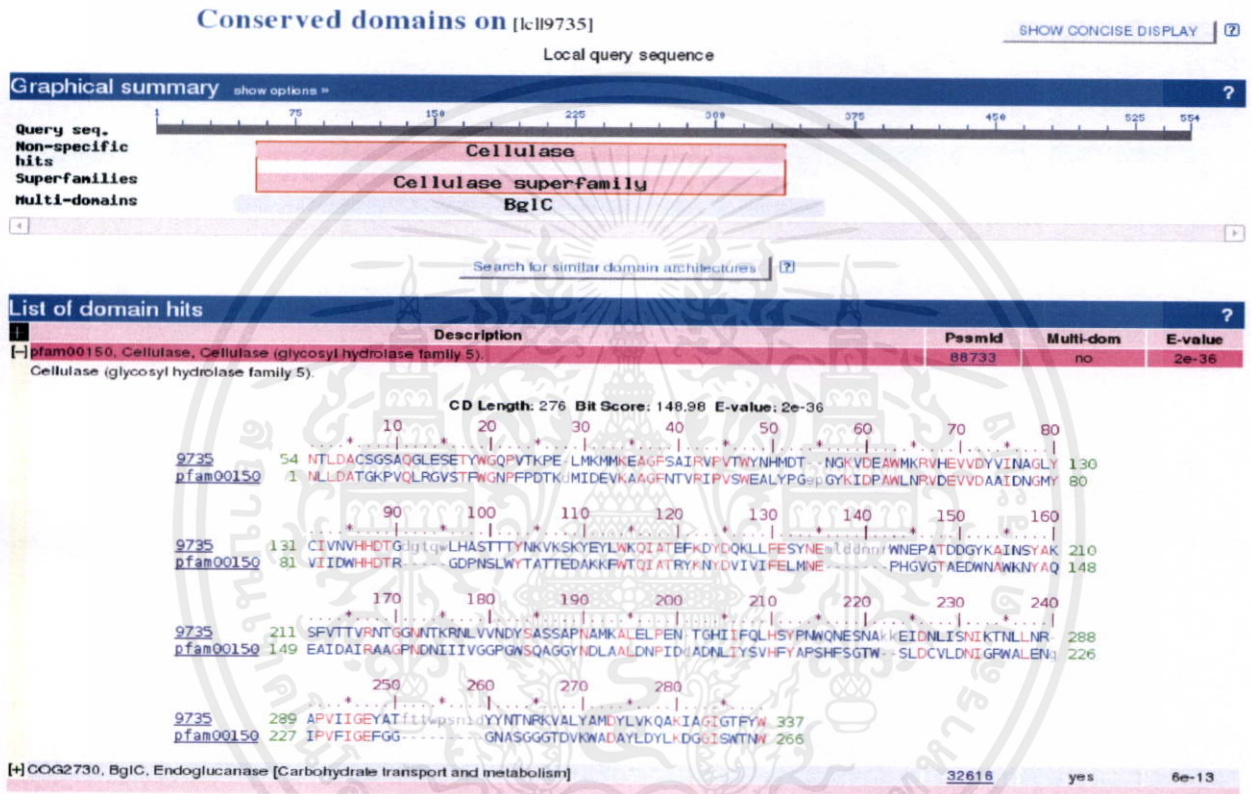 Conserved domains on [lcl|9735]
SHOW CONCISE DISPLAY ?
Local query sequence
Graphical summary show options » ?
1 75 150 225 300 375 450 525 554
Query seq.
Non-specific hits Cellulase
Superfamilies Cellulase superfamily
Multi-domains BglC
Search for similar domain architectures ?
List of domain hits ?
[+] Description PssmId Multi-dom E-value
[-] pfam00150, Cellulase, Cellulase (glycosyl hydrolase family 5). 88733 no 2e-36
Cellulase (glycosyl hydrolase family 5).
CD Length: 276 Bit Score: 148.98 E-value: 2e-36
10 20 30 40 50 60 70 80
....*....|....*....|....*....|....*....|....*....|....*....|....*....|....*....|
9735 54 NTLDACSGSAQGLESETYWGQPVTKPE-LMKMMKEAGFSAIRVPVTWYNHMDT--NGKVDEAWMKRVHEVVDYVINAGLY 130
pfam00150 1 NLLDATGKPVQLRGVSTFWGNPFPDTKdMIDEVKAAGFNTVRIPVSWEALYPGgpGYKIDPAWLNRVDEVVDAAIDNGMY 80
90 100 110 120 130 140 150 160
....*....|....*....|....*....|....*....|....*....|....*....|....*....|....*....|
9735 131 CIVNVHHDTGdgtqwLHASTTTYNKVKSKYEYLWKQIATEFKDYDQKLLFESYNEmlddnnrWNEPATDDGYKAINSYAK 210
pfam00150 81 VIIDWHHDTR-----GDPNSLWYTATTEDAKKFWTQIATRYKNYDVIVIFELMNE-------PHGVGTAEDWNAWKNYAQ 148
170 180 190 200 210 220 230 240
....*....|....*....|....*....|....*....|....*....|....*....|....*....|....*....|
9735 211 SFVTTVRNTGGNNTKRNLVVNDYSASSAPNAMKALELPEN-TGHIIFQLHSYPNWQNESNAkkEIDNLISNIKTNLLNR- 288
pfam00150 149 EAIDAIRAAGPNDNIIIVGGPGWSQAGGYNDLAALDNPIDdADNLIYSVHFYAPSHFSGTW--SLDCVLDNIGRWALENg 226
250 260 270 280
....*....|....*....|....*....|....*....|....*....
9735 289 APVIIGEYATfttwpsnidYYNTNRKVALYAMDYLVKQAKIAGIGTFYW 337
pfam00150 227 IPVFIGEFGG---------GNASGGGTDVKWADAYLDYLKDGGISWTNW 266
[+] COG2730, BglC, Endoglucanase [Carbohydrate transport and metabolism] 32616 yes 6e-13